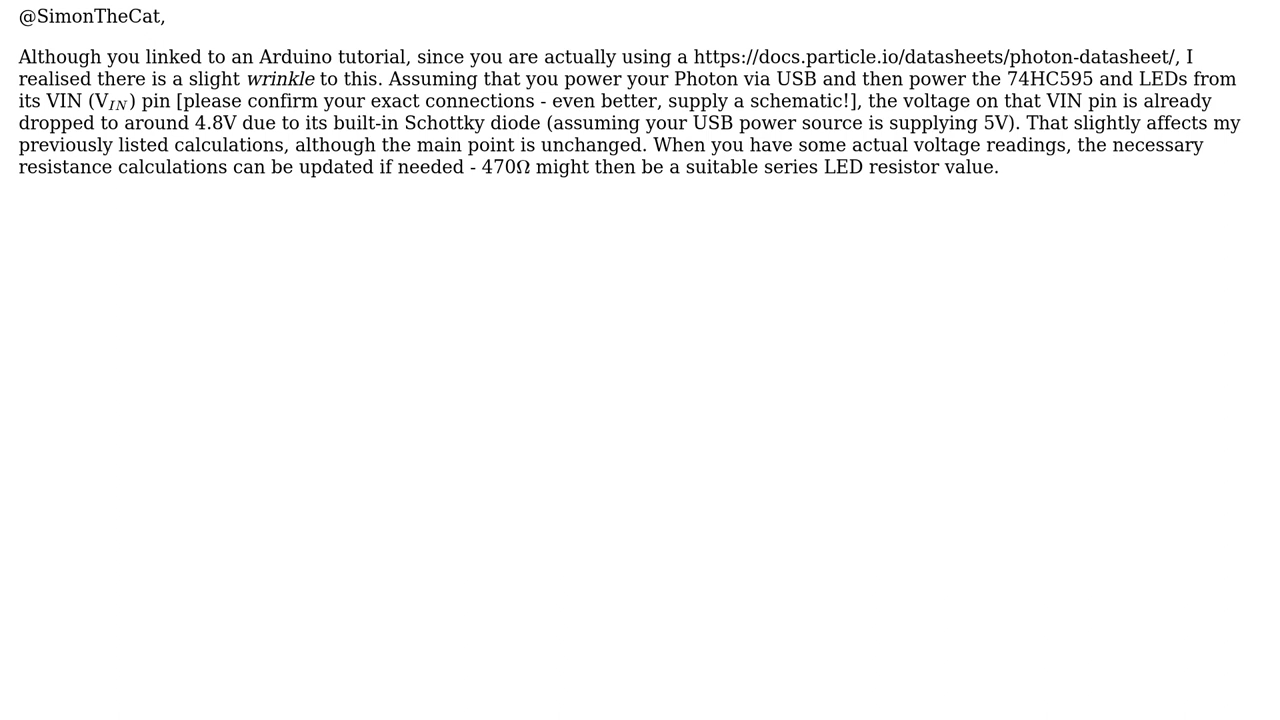 @SimonTheCat,
Although you linked to an Arduino tutorial, since you are actually using a https://docs.particle.io/datasheets/photon-datasheet/, I
realised there is a slight wrinkle to this. Assuming that you power your Photon via USB and then power the 74HC595 and LEDs from
its VIN (V_IN) pin [please confirm your exact connections - even better, supply a schematic!], the voltage on that VIN pin is already
dropped to around 4.8V due to its built-in Schottky diode (assuming your USB power source is supplying 5V). That slightly affects my
previously listed calculations, although the main point is unchanged. When you have some actual voltage readings, the necessary
resistance calculations can be updated if needed - 470Ω might then be a suitable series LED resistor value.